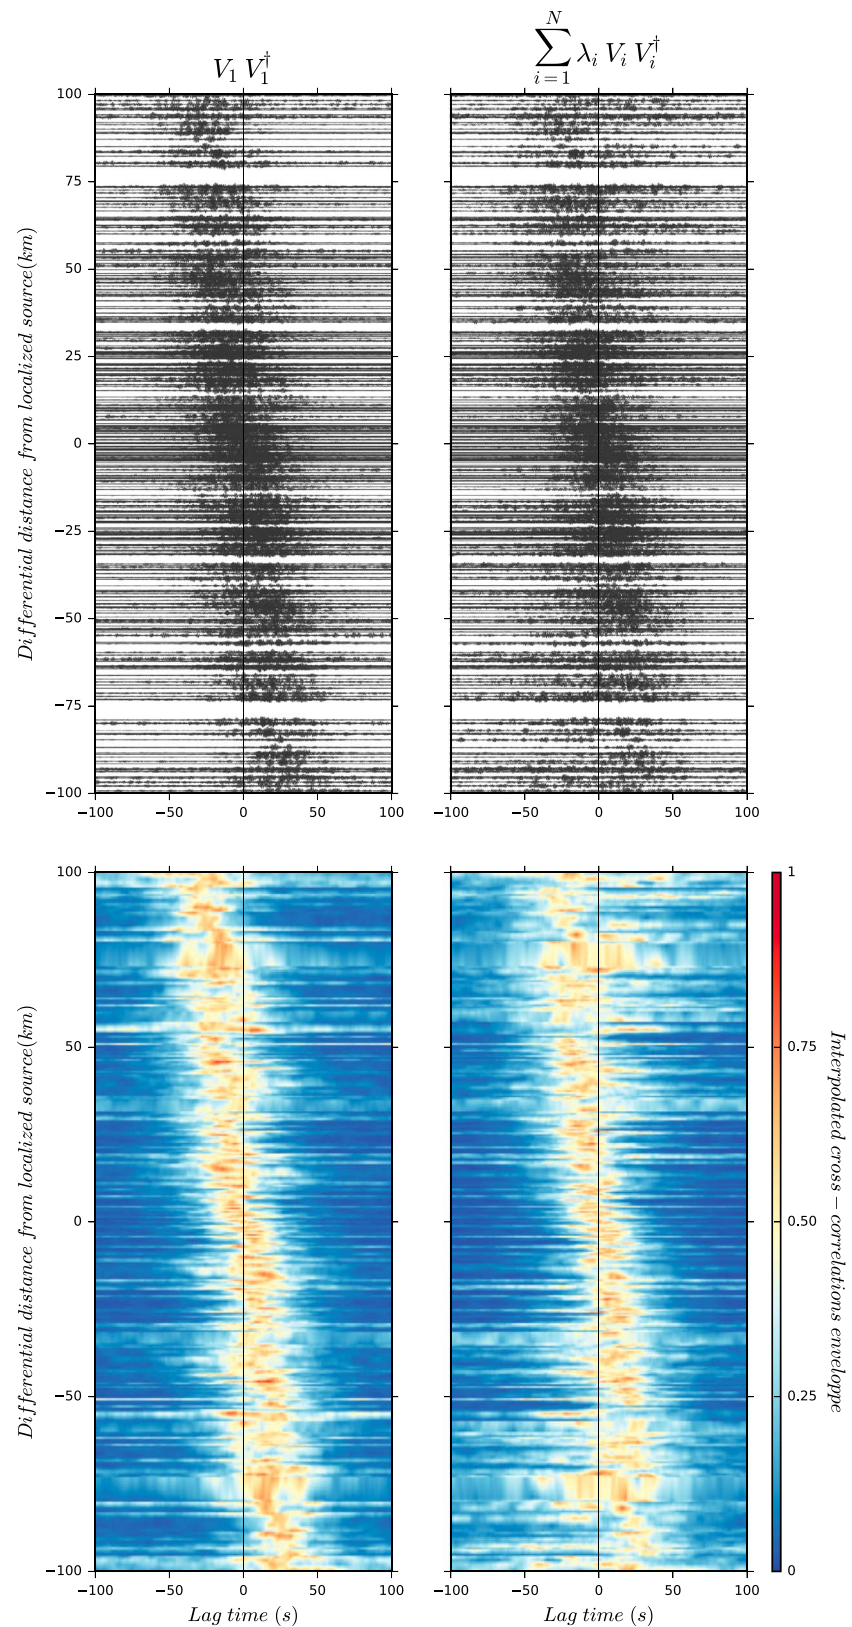 V₁ V₁†
∑ᵢ₌₁ᴺ λᵢ Vᵢ Vᵢ†
100
75
50
25
0
−25
−50
−75
−100
Differential distance from localized source(km)
−100 −50 0 50 100
−100 −50 0 50 100
100
50
0
−50
−100
Differential distance from localized source(km)
−100 −50 0 50 100
Lag time (s)
−100 −50 0 50 100
Lag time (s)
1
0.75
0.50
0.25
0
Interpolated cross−correlations enveloppe